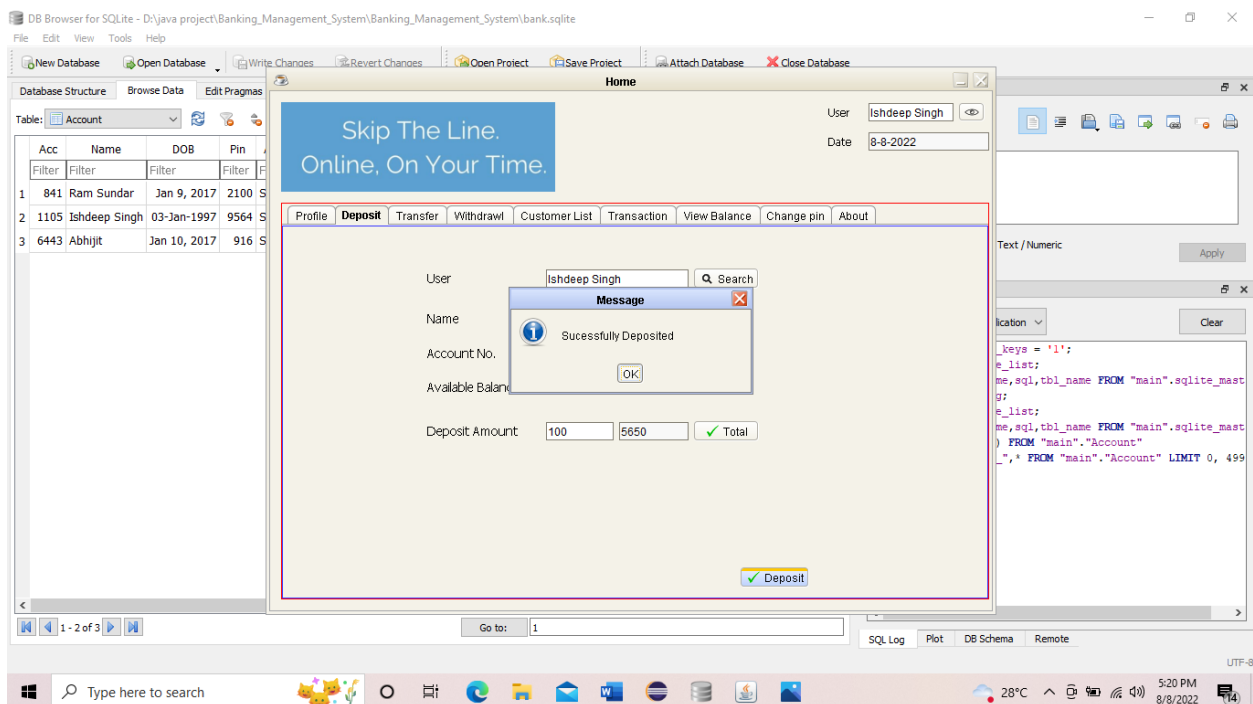 DB Browser for SQLite - D:\java project\Banking_Management_System\Banking_Management_System\bank.sqlite
File Edit View Tools Help
New Database Open Database Write Changes Revert Changes Open Project Save Project Attach Database Close Database
Database Structure Browse Data Edit Pragmas
Table: Account
Acc Name DOB Pin
Filter Filter Filter Filter
1 841 Ram Sundar Jan 9, 2017 2100 S
2 1105 Ishdeep Singh 03-Jan-1997 9564 S
3 6443 Abhijit Jan 10, 2017 916 S
Home
Skip The Line.
Online, On Your Time.
User Ishdeep Singh
Date 8-8-2022
Profile Deposit Transfer Withdrawl Customer List Transaction View Balance Change pin About
User Ishdeep Singh Search
Message
Sucessfully Deposited
OK
Name
Account No.
Available Balan
Deposit Amount 100 5650 Total
Deposit
Text / Numeric
Apply
lication Clear
_keys = '1';
e_list;
me,sql,tbl_name FROM "main".sqlite_mast
g;
e_list;
me,sql,tbl_name FROM "main".sqlite_mast
) FROM "main"."Account"
_",* FROM "main"."Account" LIMIT 0, 499
1 - 2 of 3 Go to: 1
SQL Log Plot DB Schema Remote
UTF-8
Type here to search
28°C
5:20 PM
8/8/2022
14